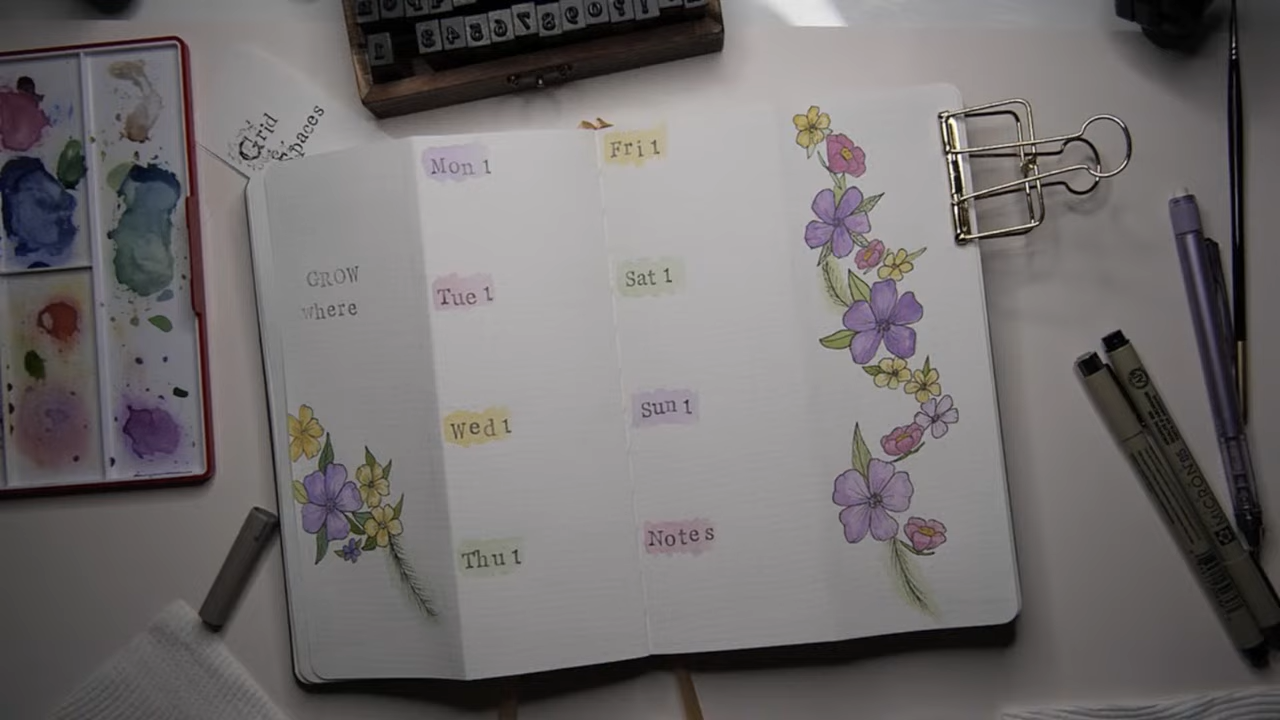 Grid
Spaces
GROW
where
Mon 1
Tue 1
Wed 1
Thu 1
Fri 1
Sat 1
Sun 1
Notes
MICRON